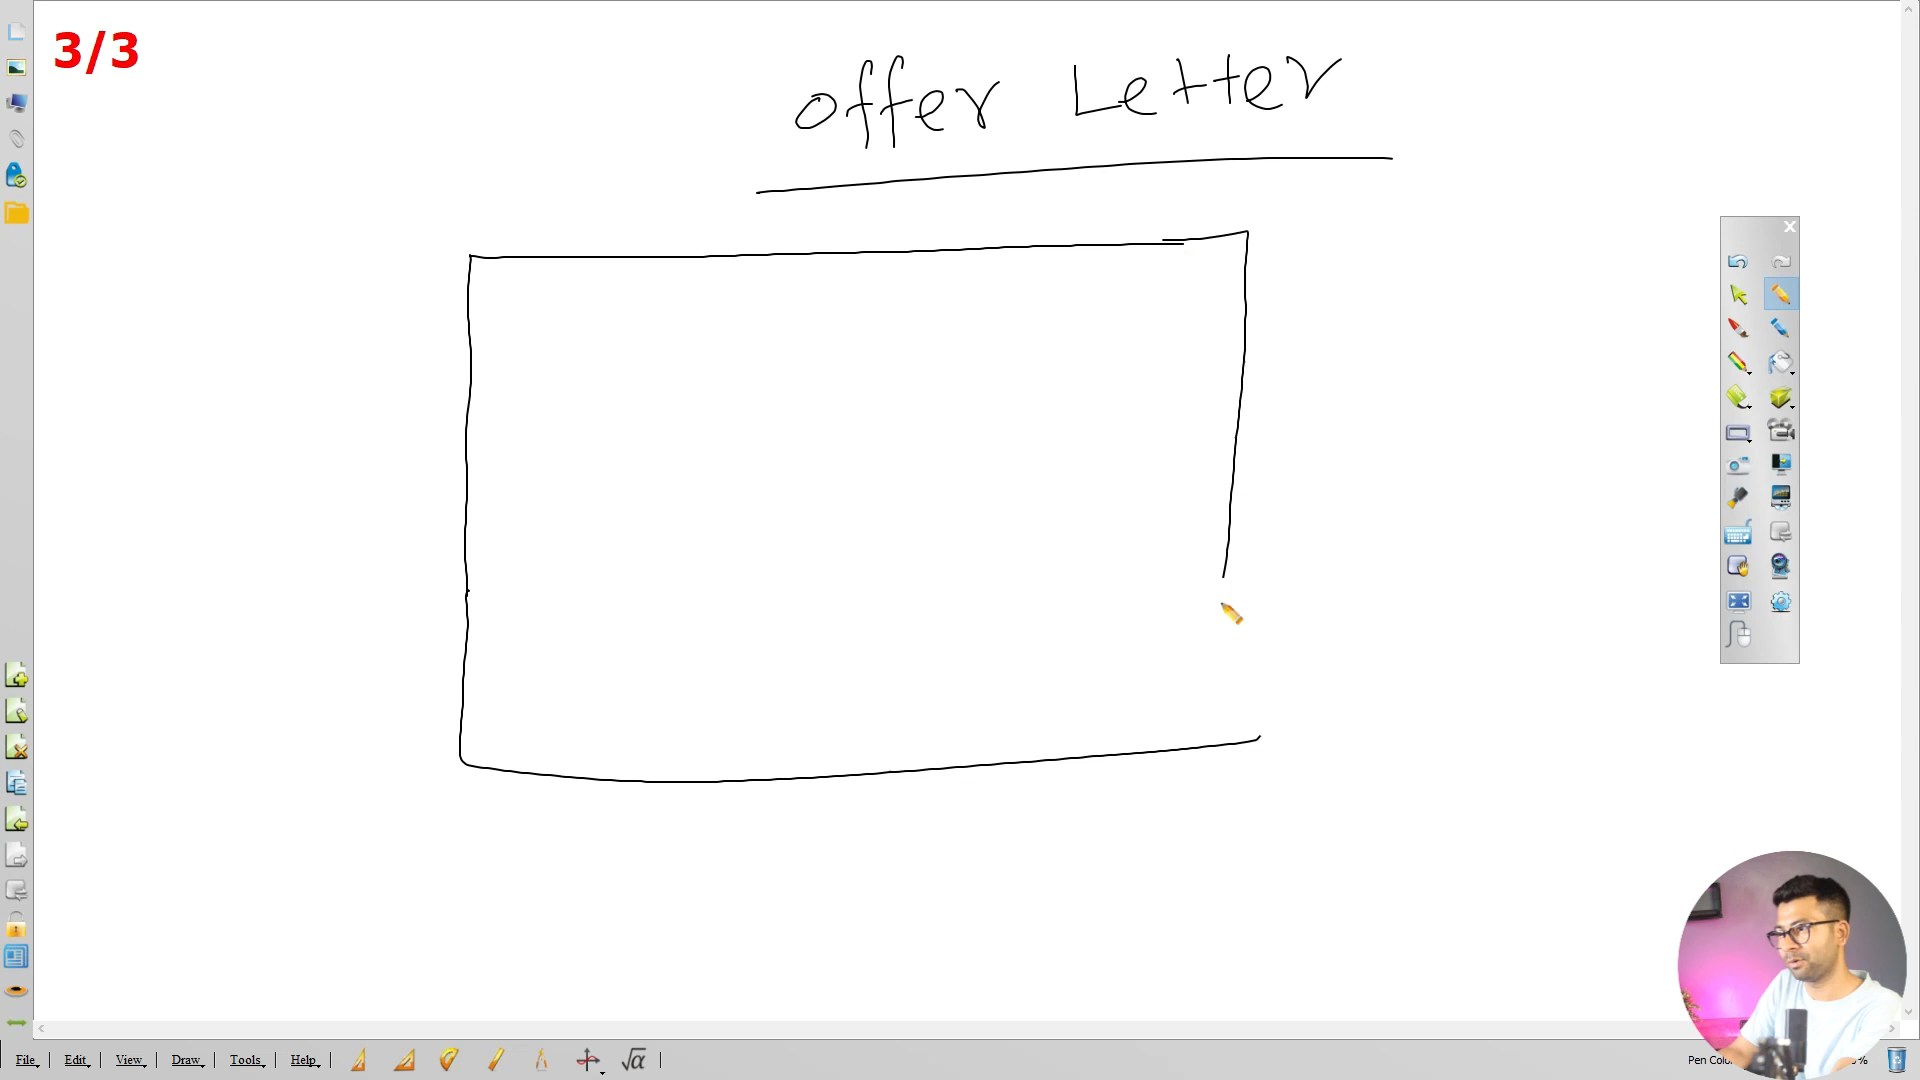 3/3
offer Letter
File
Edit
View
Draw
Tools
Help
√α
Pen Colo
%